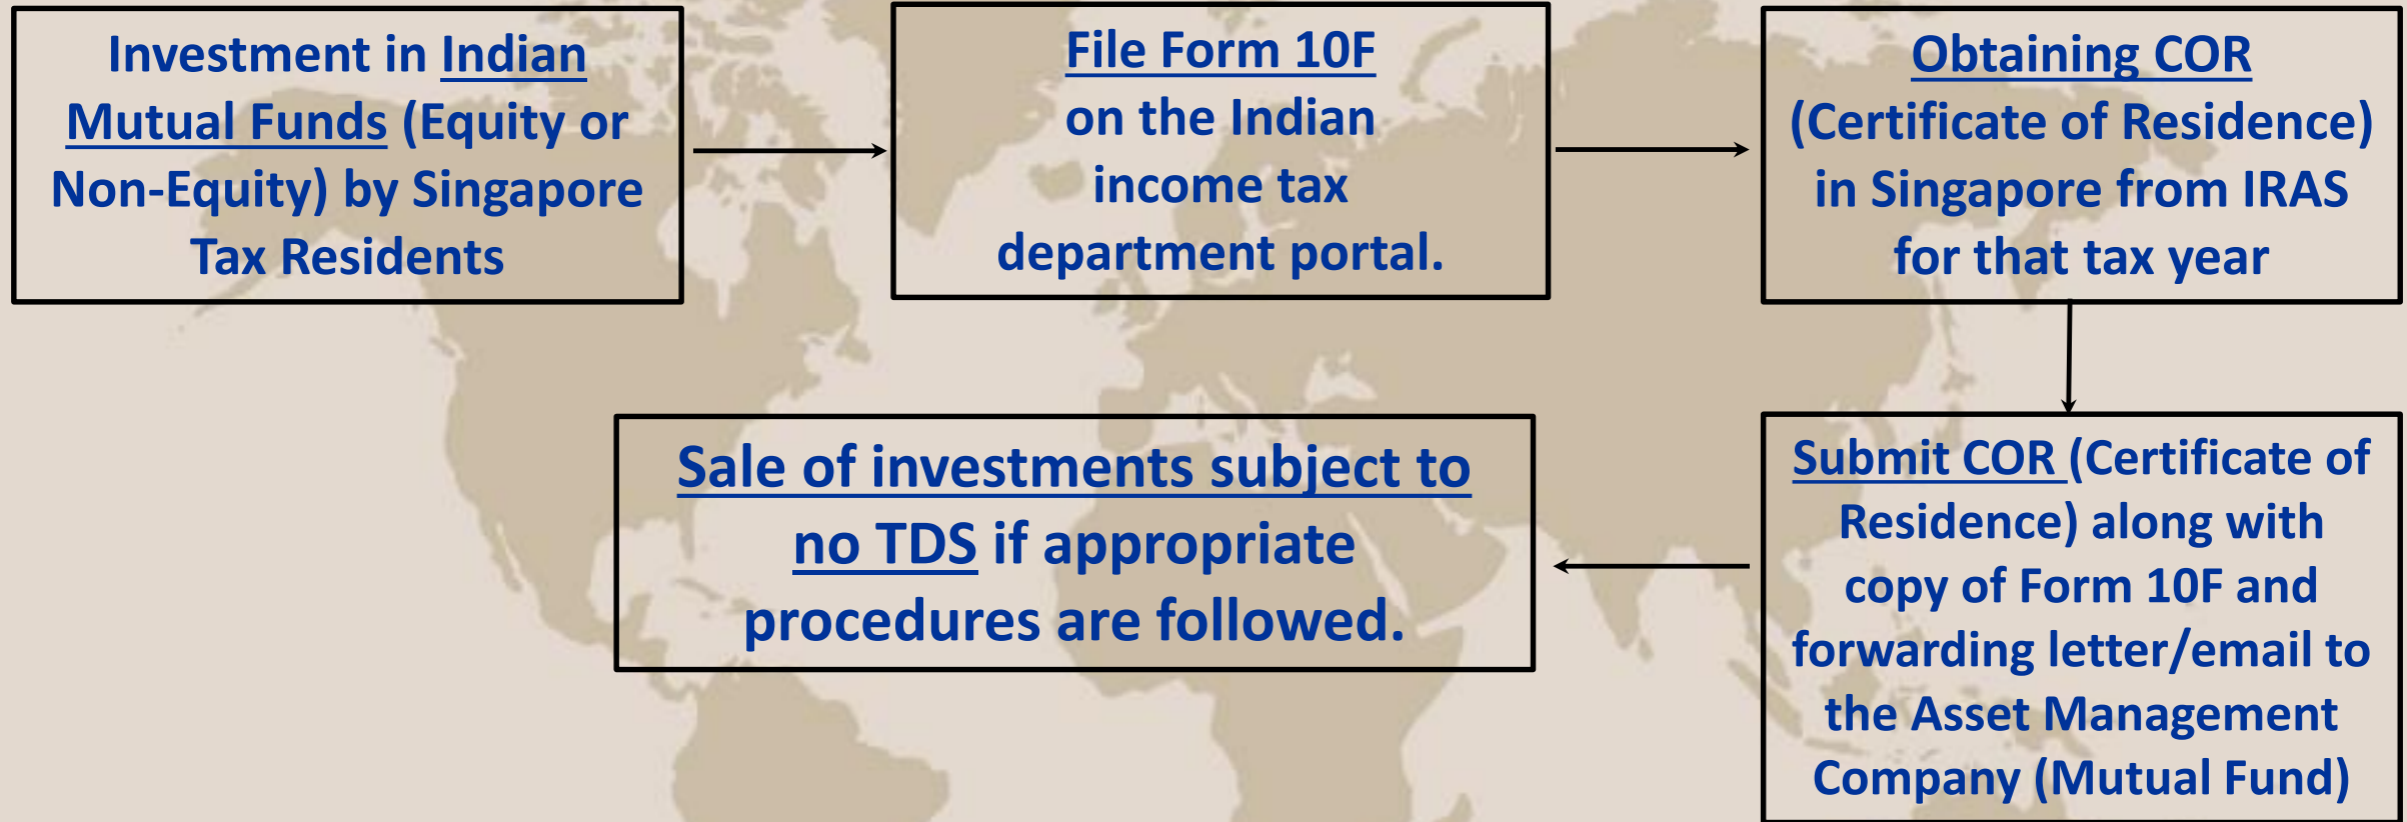 Investment in Indian
Mutual Funds (Equity or
Non-Equity) by Singapore
Tax Residents
File Form 10F
on the Indian
income tax
department portal.
Obtaining COR
(Certificate of Residence)
in Singapore from IRAS
for that tax year
Submit COR (Certificate of
Residence) along with
copy of Form 10F and
forwarding letter/email to
the Asset Management
Company (Mutual Fund)
Sale of investments subject to
no TDS if appropriate
procedures are followed.